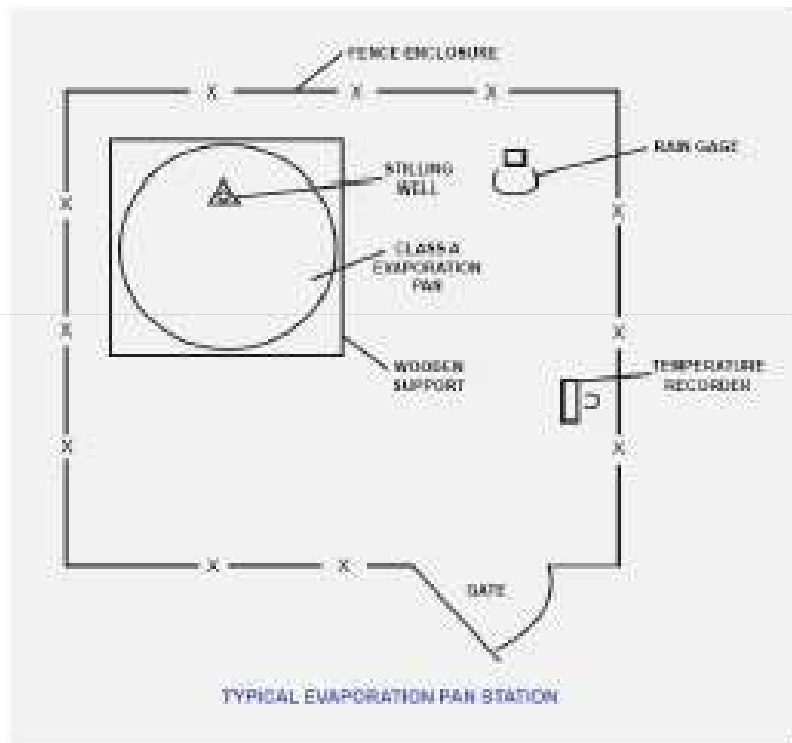 FENCE ENCLOSURE
X X X
RAIN GAGE
STILLING
WELL
X X
CLASS A
EVAPORATION
PAN
X X
WOODEN
SUPPORT
TEMPERATURE
RECORDER
X X
X X
GATE
TYPICAL EVAPORATION PAN STATION